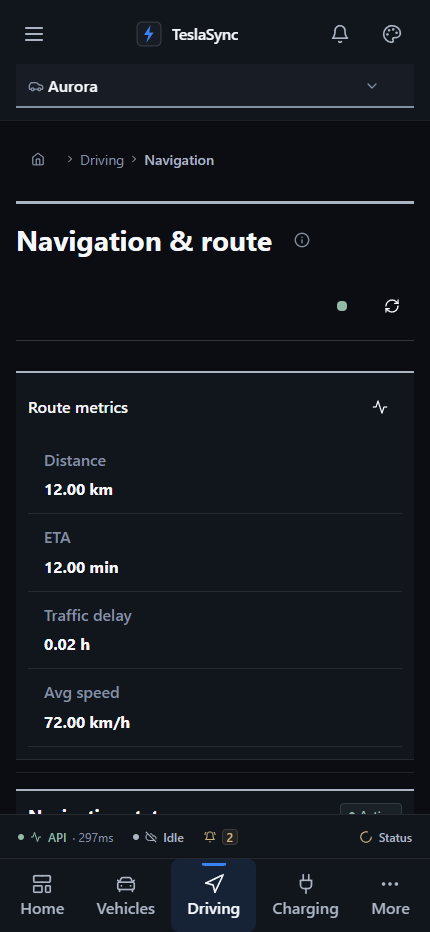 TeslaSync
Aurora
Driving
Navigation
Navigation & route
Route metrics
Distance
12.00 km
ETA
12.00 min
Traffic delay
0.02 h
Avg speed
72.00 km/h
API · 297ms
Idle
2
Status
Home
Vehicles
Driving
Charging
More